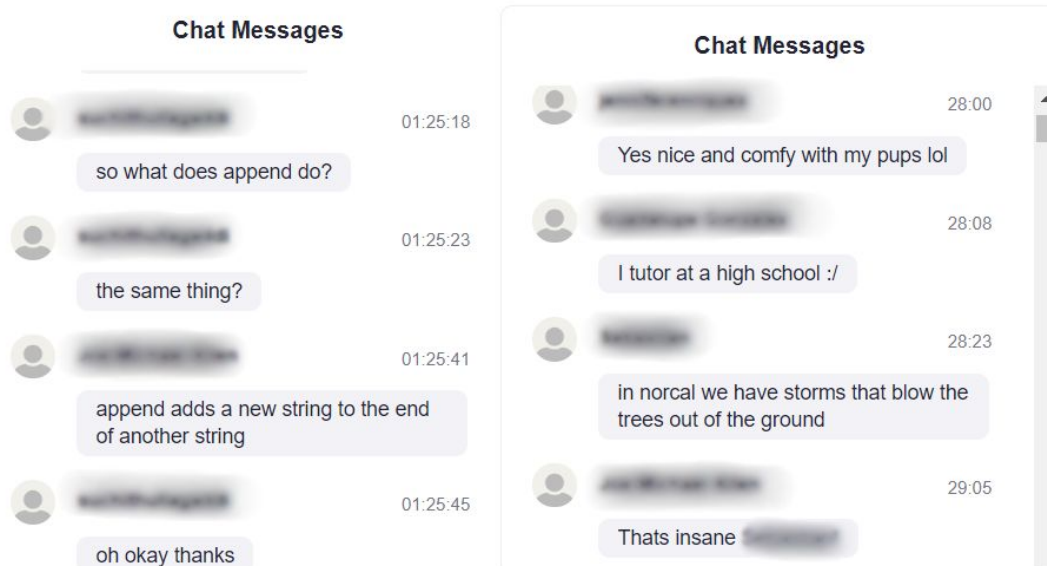 Chat Messages
01:25:18
so what does append do?
01:25:23
the same thing?
01:25:41
append adds a new string to the end
of another string
01:25:45
oh okay thanks
Chat Messages
28:00
Yes nice and comfy with my pups lol
28:08
I tutor at a high school :/
28:23
in norcal we have storms that blow the
trees out of the ground
29:05
Thats insane